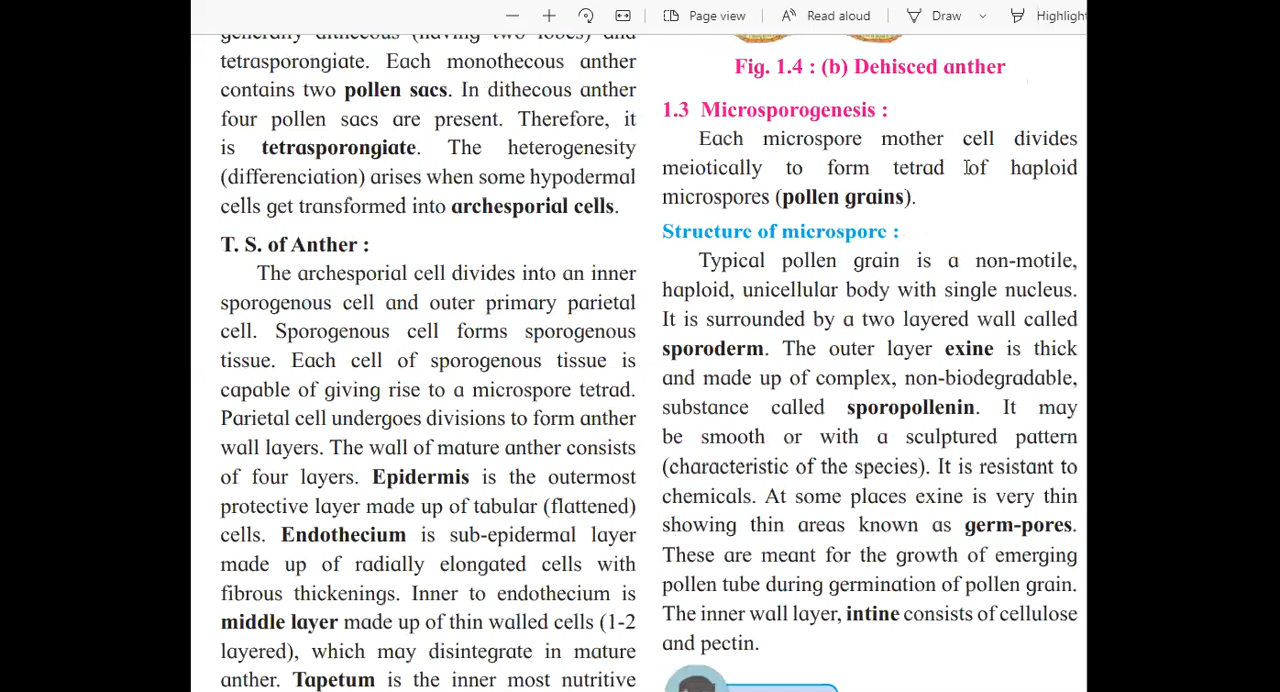 Page view
Read aloud
Draw
Highlight
generally dithecous (having two lobes) and
tetrasporongiate. Each monothecous anther
contains two pollen sacs. In dithecous anther
four pollen sacs are present. Therefore, it
is tetrasporongiate. The heterogenesity
(differenciation) arises when some hypodermal
cells get transformed into archesporial cells.
T. S. of Anther :
The archesporial cell divides into an inner
sporogenous cell and outer primary parietal
cell. Sporogenous cell forms sporogenous
tissue. Each cell of sporogenous tissue is
capable of giving rise to a microspore tetrad.
Parietal cell undergoes divisions to form anther
wall layers. The wall of mature anther consists
of four layers. Epidermis is the outermost
protective layer made up of tabular (flattened)
cells. Endothecium is sub-epidermal layer
made up of radially elongated cells with
fibrous thickenings. Inner to endothecium is
middle layer made up of thin walled cells (1-2
layered), which may disintegrate in mature
anther. Tapetum is the inner most nutritive
Fig. 1.4 : (b) Dehisced anther
1.3 Microsporogenesis :
Each microspore mother cell divides
meiotically to form tetrad of haploid
microspores (pollen grains).
Structure of microspore :
Typical pollen grain is a non-motile,
haploid, unicellular body with single nucleus.
It is surrounded by a two layered wall called
sporoderm. The outer layer exine is thick
and made up of complex, non-biodegradable,
substance called sporopollenin. It may
be smooth or with a sculptured pattern
(characteristic of the species). It is resistant to
chemicals. At some places exine is very thin
showing thin areas known as germ-pores.
These are meant for the growth of emerging
pollen tube during germination of pollen grain.
The inner wall layer, intine consists of cellulose
and pectin.